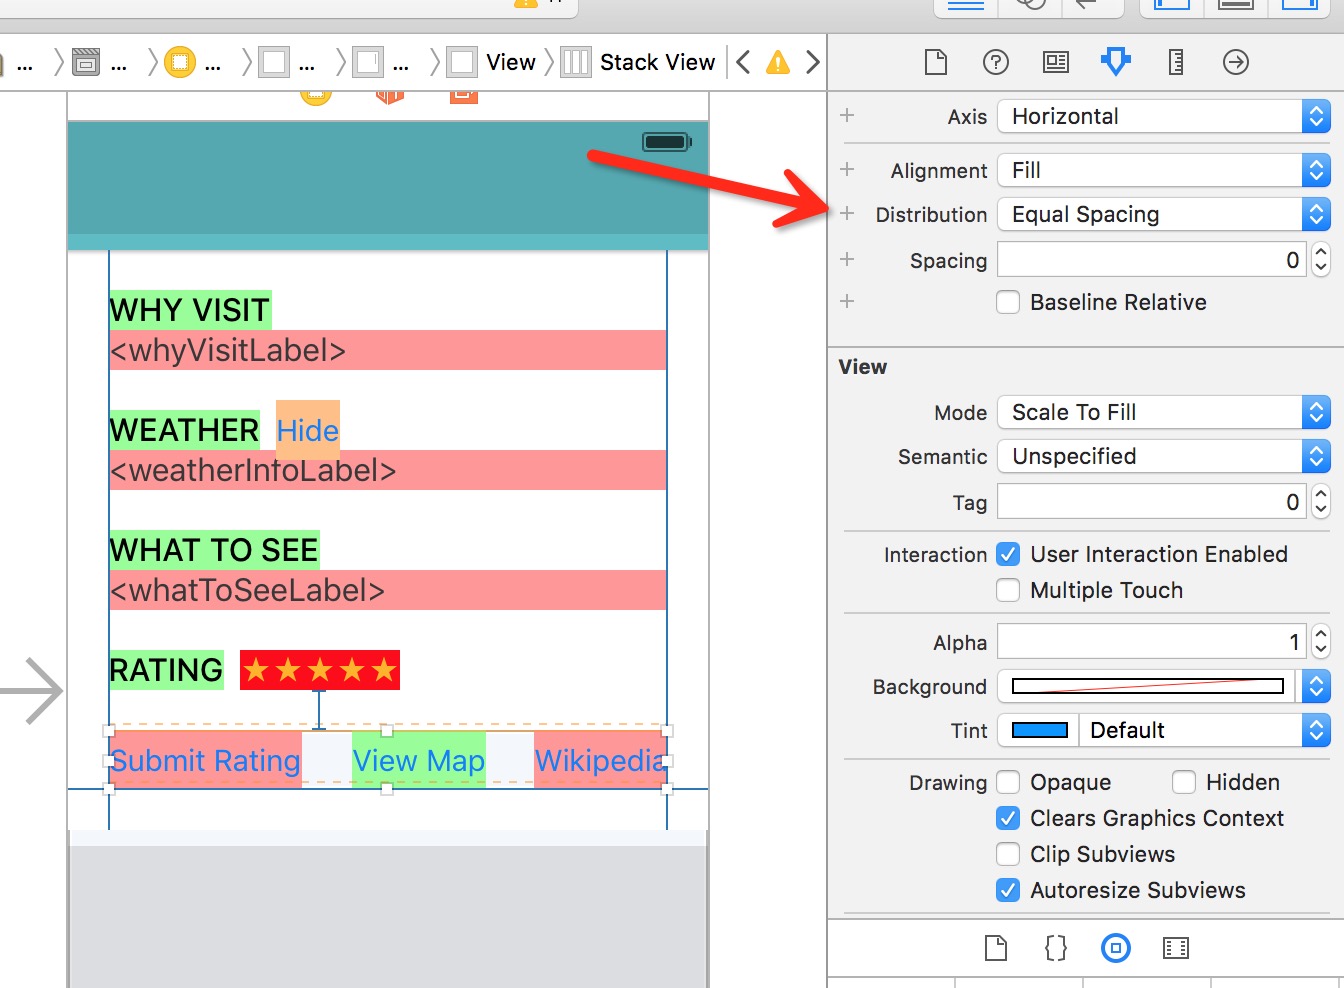 ... ... ... ... ... View Stack View
Axis Horizontal
Alignment Fill
Distribution Equal Spacing
Spacing 0
Baseline Relative
View
Mode Scale To Fill
Semantic Unspecified
Tag 0
Interaction User Interaction Enabled
Multiple Touch
Alpha 1
Background
Tint Default
Drawing Opaque Hidden
Clears Graphics Context
Clip Subviews
Autoresize Subviews
WHY VISIT
<whyVisitLabel>
WEATHER Hide
<weatherInfoLabel>
WHAT TO SEE
<whatToSeeLabel>
RATING ★★★★★
Submit Rating View Map Wikipedia